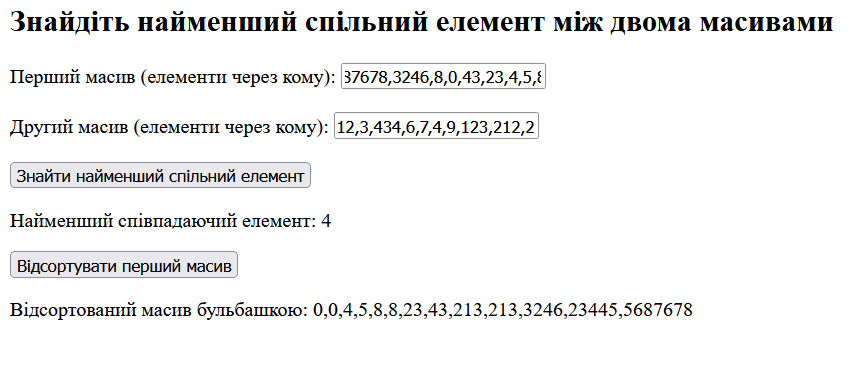 Знайдіть найменший спільний елемент між двома масивами
Перший масив (елементи через кому): 37678,3246,8,0,43,23,4,5,8
Другий масив (елементи через кому): 12,3,434,6,7,4,9,123,212,2
Знайти найменший спільний елемент
Найменший співпадаючий елемент: 4
Відсортувати перший масив
Відсортований масив бульбашкою: 0,0,4,5,8,8,23,43,213,213,3246,23445,5687678